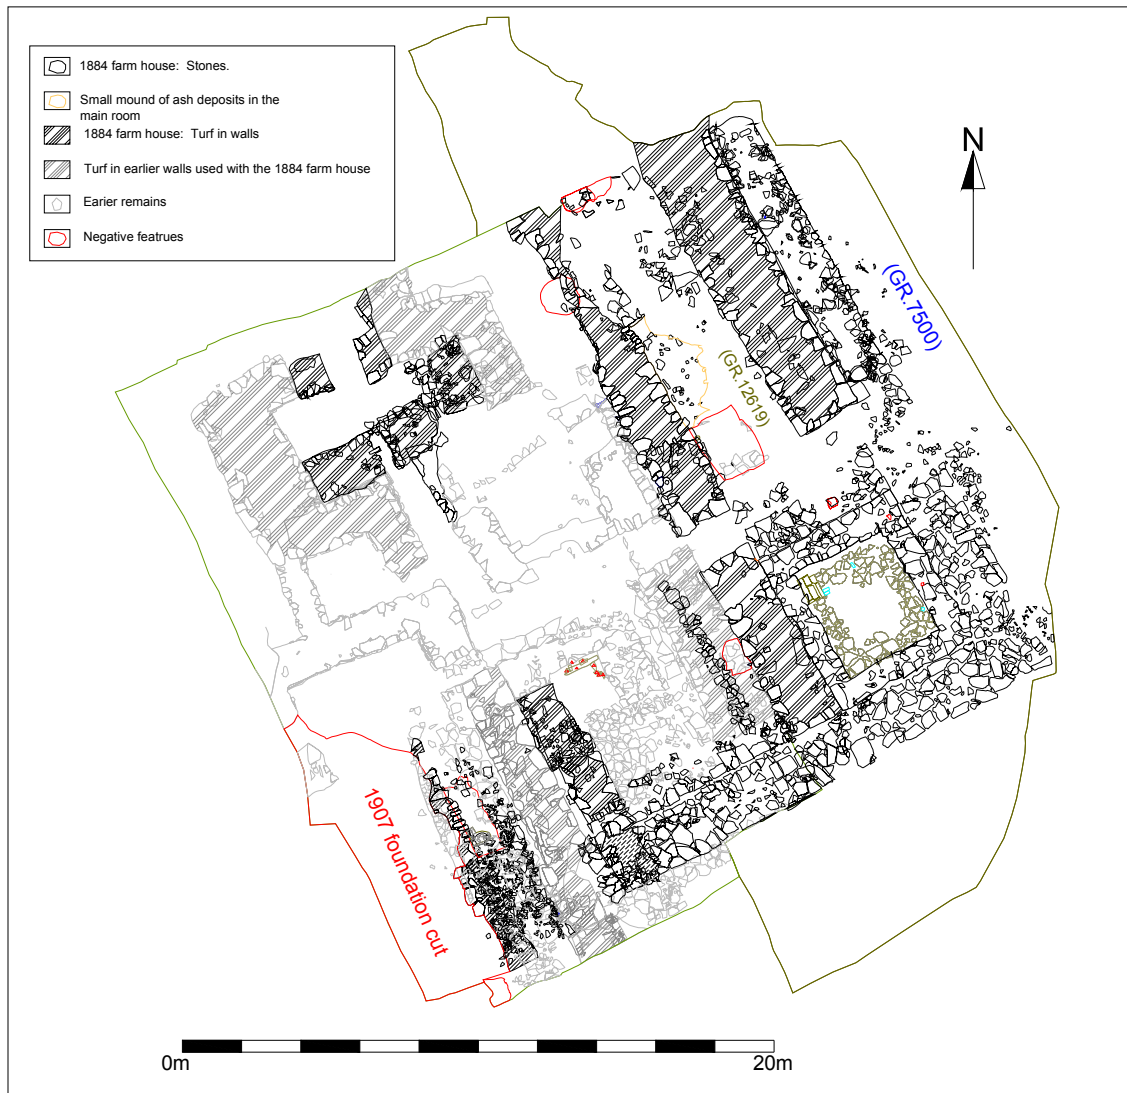 1884 farm house: Stones.
Small mound of ash deposits in the
main room
1884 farm house: Turf in walls
Turf in earlier walls used with the 1884 farm house
Earier remains
Negative featrues
N
(GR.7500)
(GR.12619)
1907 foundation cut
0m
20m